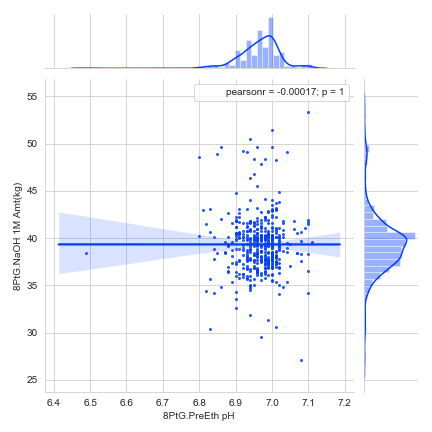 pearsonr = -0.00017; p = 1
55
50
45
40
35
30
25
8PtG.NaOH 1M Amt(kg)
6.4 6.5 6.6 6.7 6.8 6.9 7.0 7.1 7.2
8PtG.PreEth pH